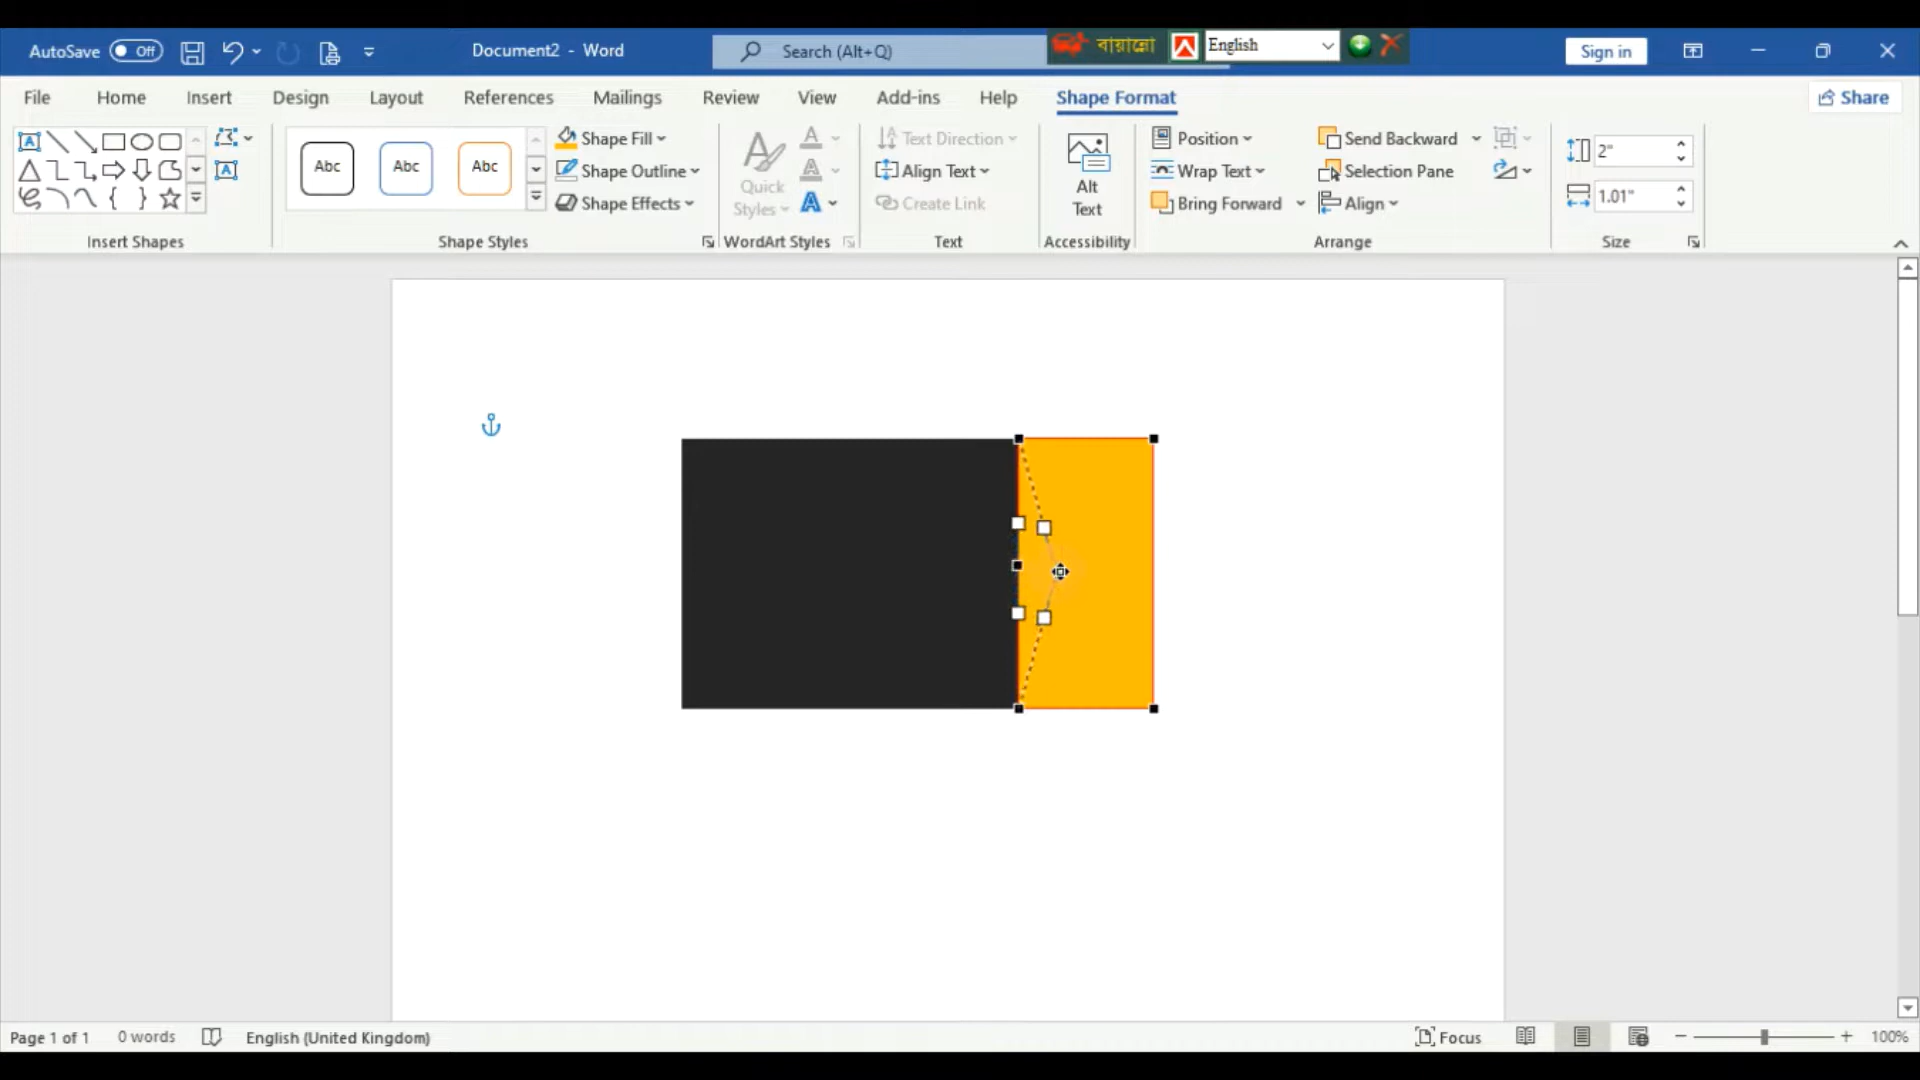 AutoSave Off
Document2 - Word
Search (Alt+Q)
বায়ান্নো
English
Sign in
File Home Insert Design Layout References Mailings Review View Add-ins Help Shape Format
Share
Abc Abc Abc
Shape Fill
Shape Outline
Shape Effects
Quick
Styles
Text Direction
Align Text
Create Link
Alt
Text
Position
Wrap Text
Bring Forward
Send Backward
Selection Pane
Align
2"
1.01"
Insert Shapes
Shape Styles
WordArt Styles
Text
Accessibility
Arrange
Size
Page 1 of 1 0 words English (United Kingdom)
Focus
100%